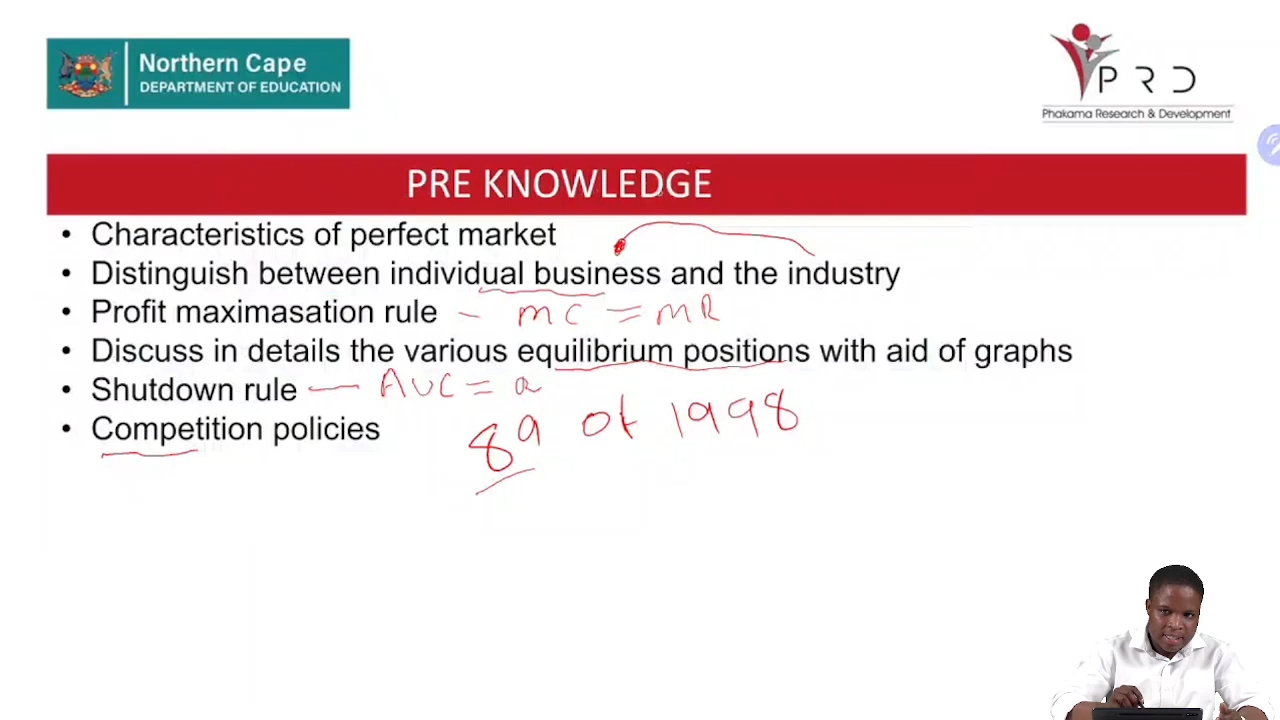 Northern Cape
DEPARTMENT OF EDUCATION
PRD
Phakama Research & Development
PRE KNOWLEDGE
• Characteristics of perfect market
• Distinguish between individual business and the industry
• Profit maximasation rule – MC = MR
• Discuss in details the various equilibrium positions with aid of graphs
• Shutdown rule — AVC =
• Competition policies
89 of 1998